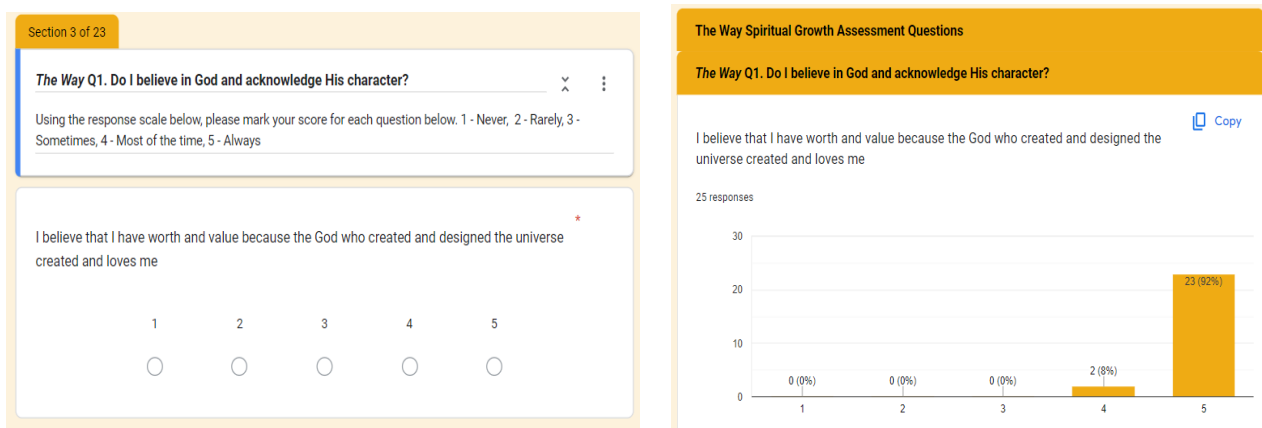 Section 3 of 23
The Way Q1. Do I believe in God and acknowledge His character?
Using the response scale below, please mark your score for each question below. 1 - Never,  2 - Rarely, 3 -
Sometimes, 4 - Most of the time, 5 - Always
*
I believe that I have worth and value because the God who created and designed the universe
created and loves me
1 2 3 4 5
The Way Spiritual Growth Assessment Questions
The Way Q1. Do I believe in God and acknowledge His character?
Copy
I believe that I have worth and value because the God who created and designed the
universe created and loves me
25 responses
30
20
10
0
0 (0%) 0 (0%) 0 (0%) 2 (8%) 23 (92%)
1 2 3 4 5